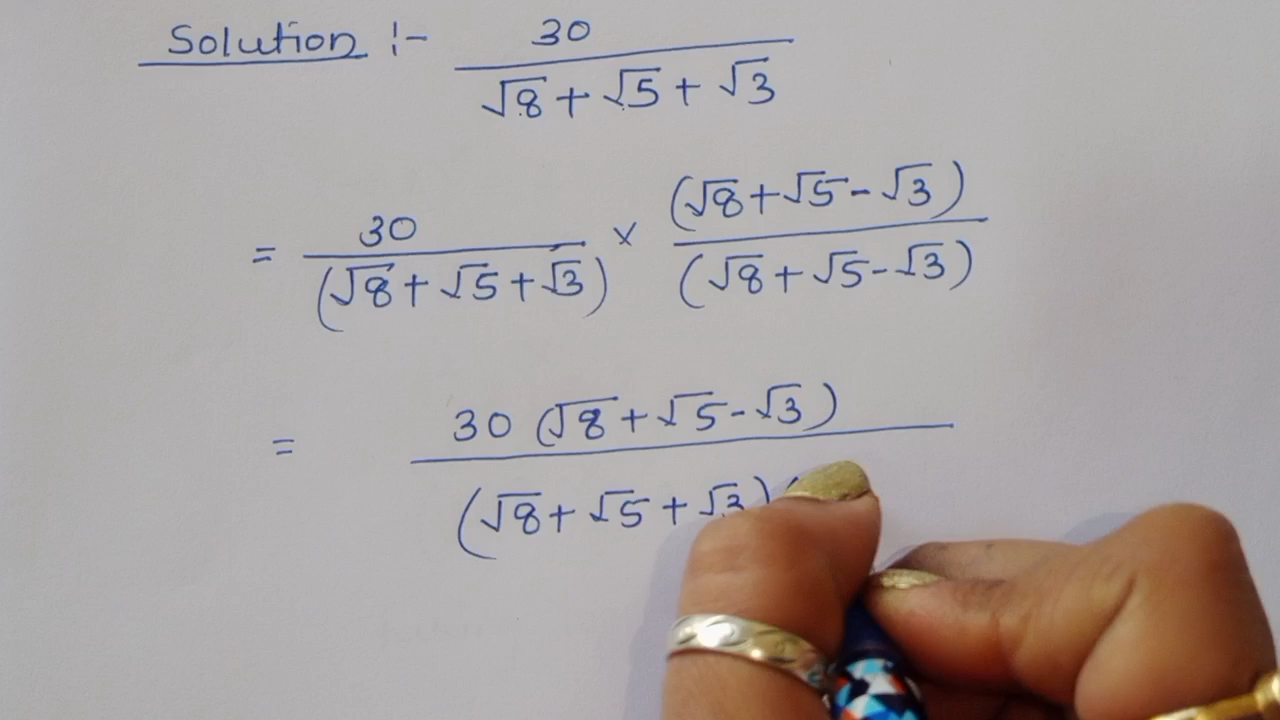 Solution :- 30 / √8 + √5 + √3
= 30 / (√8 + √5 + √3) × (√8 + √5 - √3) / (√8 + √5 - √3)
= 30 (√8 + √5 - √3) / (√8 + √5 + √3) (